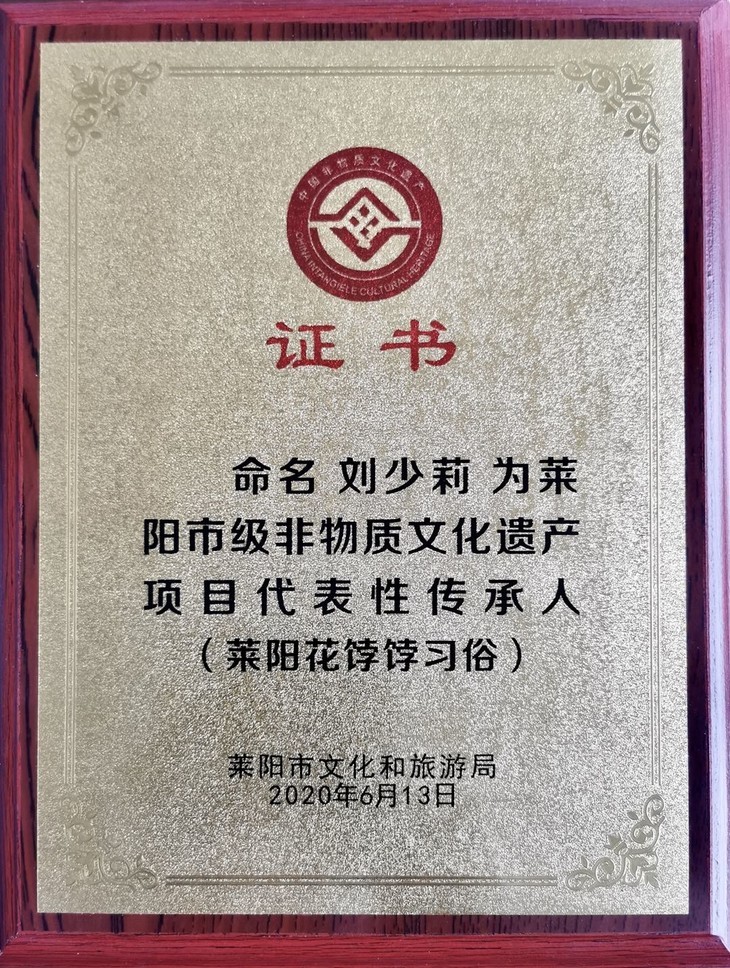 中国非物质文化遗产
CHINA INTANGIELE CULTURAL HERITAGE
证书
命名 刘少莉 为莱
阳市级非物质文化遗产
项目代表性传承人
（莱阳花饽饽习俗）
莱阳市文化和旅游局
2020年6月13日